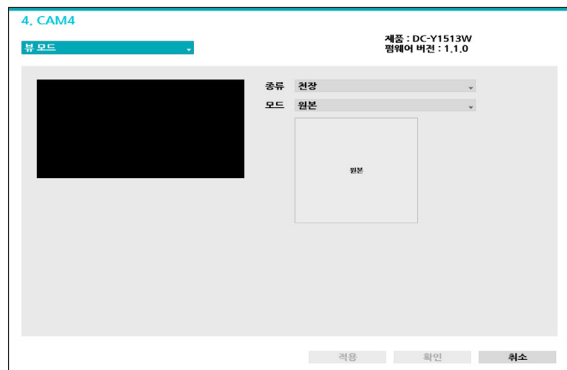 4. CAM4
제품 : DC-Y1513W
뷰 모드
펌웨어 버전 : 1.1.0
종류 천장
모드 원본
원본
적용 확인 취소